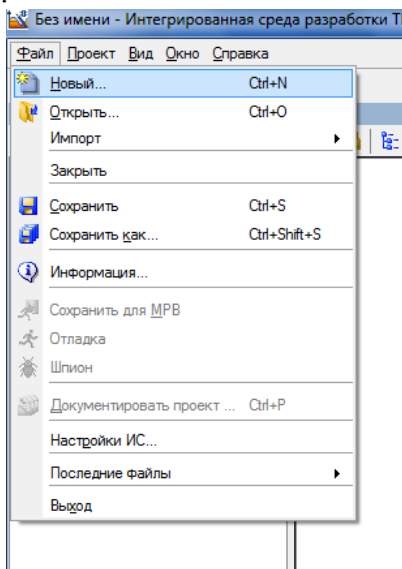 Без имени - Интегрированная среда разработки T
Файл Проект Вид Окно Справка
Новый... Ctrl+N
Открыть... Ctrl+O
Импорт
Закрыть
Сохранить Ctrl+S
Сохранить как... Ctrl+Shift+S
Информация...
Сохранить для МРВ
Отладка
Шпион
Документировать проект ... Ctrl+P
Настройки ИС...
Последние файлы
Выход